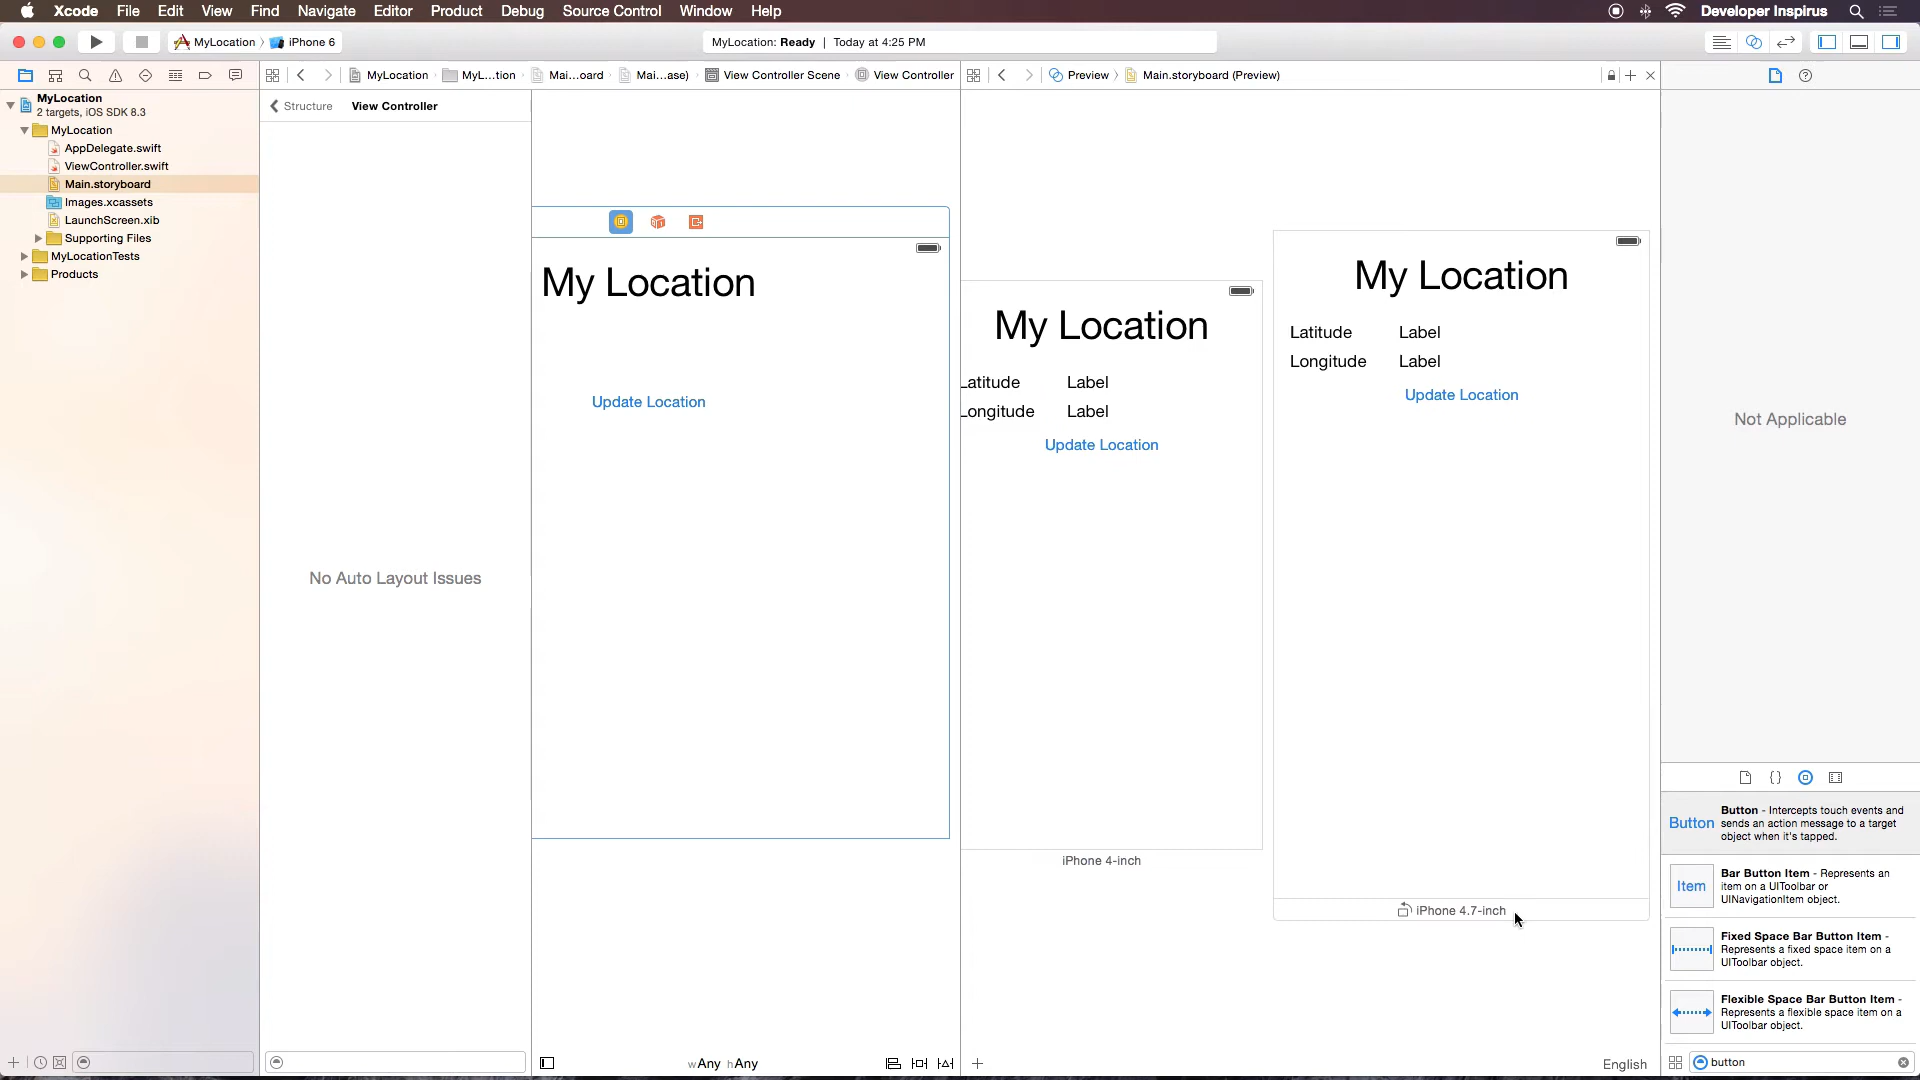 Xcode File Edit View Find Navigate Editor Product Debug Source Control Window Help Developer Inspirus
MyLocation iPhone 6 MyLocation: Ready | Today at 4:25 PM
MyLocation MyL...tion Mai...oard Mai...ase) View Controller Scene View Controller
Preview Main.storyboard (Preview)
MyLocation
2 targets, iOS SDK 8.3
MyLocation
AppDelegate.swift
ViewController.swift
Main.storyboard
Images.xcassets
LaunchScreen.xib
Supporting Files
MyLocationTests
Products
Structure View Controller
No Auto Layout Issues
My Location
Update Location
wAny hAny
My Location
Latitude Label
Longitude Label
Update Location
iPhone 4-inch
My Location
Latitude Label
Longitude Label
Update Location
iPhone 4.7-inch
English
Not Applicable
Button
Button - Intercepts touch events and
sends an action message to a target
object when it's tapped.
Item
Bar Button Item - Represents an
item on a UIToolbar or
UINavigationItem object.
Fixed Space Bar Button Item -
Represents a fixed space item on a
UIToolbar object.
Flexible Space Bar Button Item -
Represents a flexible space item on a
UIToolbar object.
button